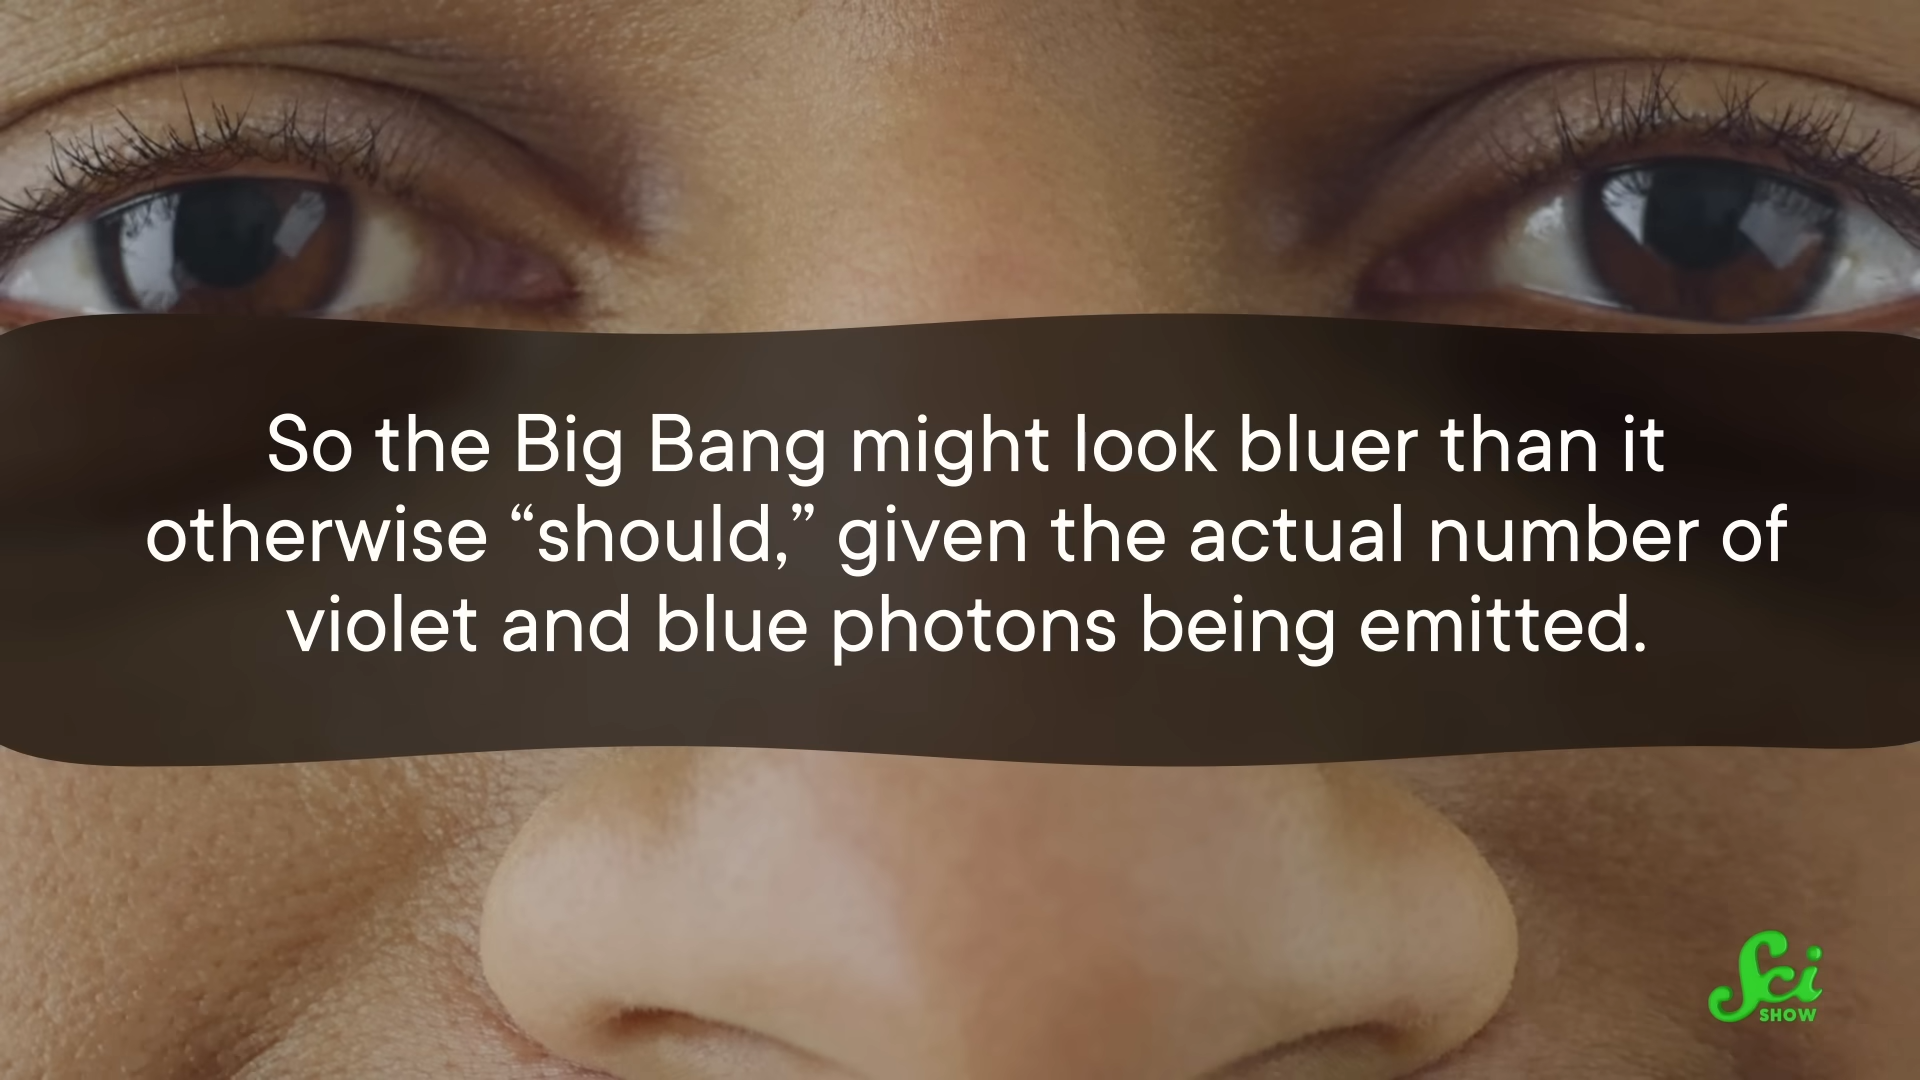 So the Big Bang might look bluer than it
otherwise “should,” given the actual number of
violet and blue photons being emitted.
Sci
SHOW